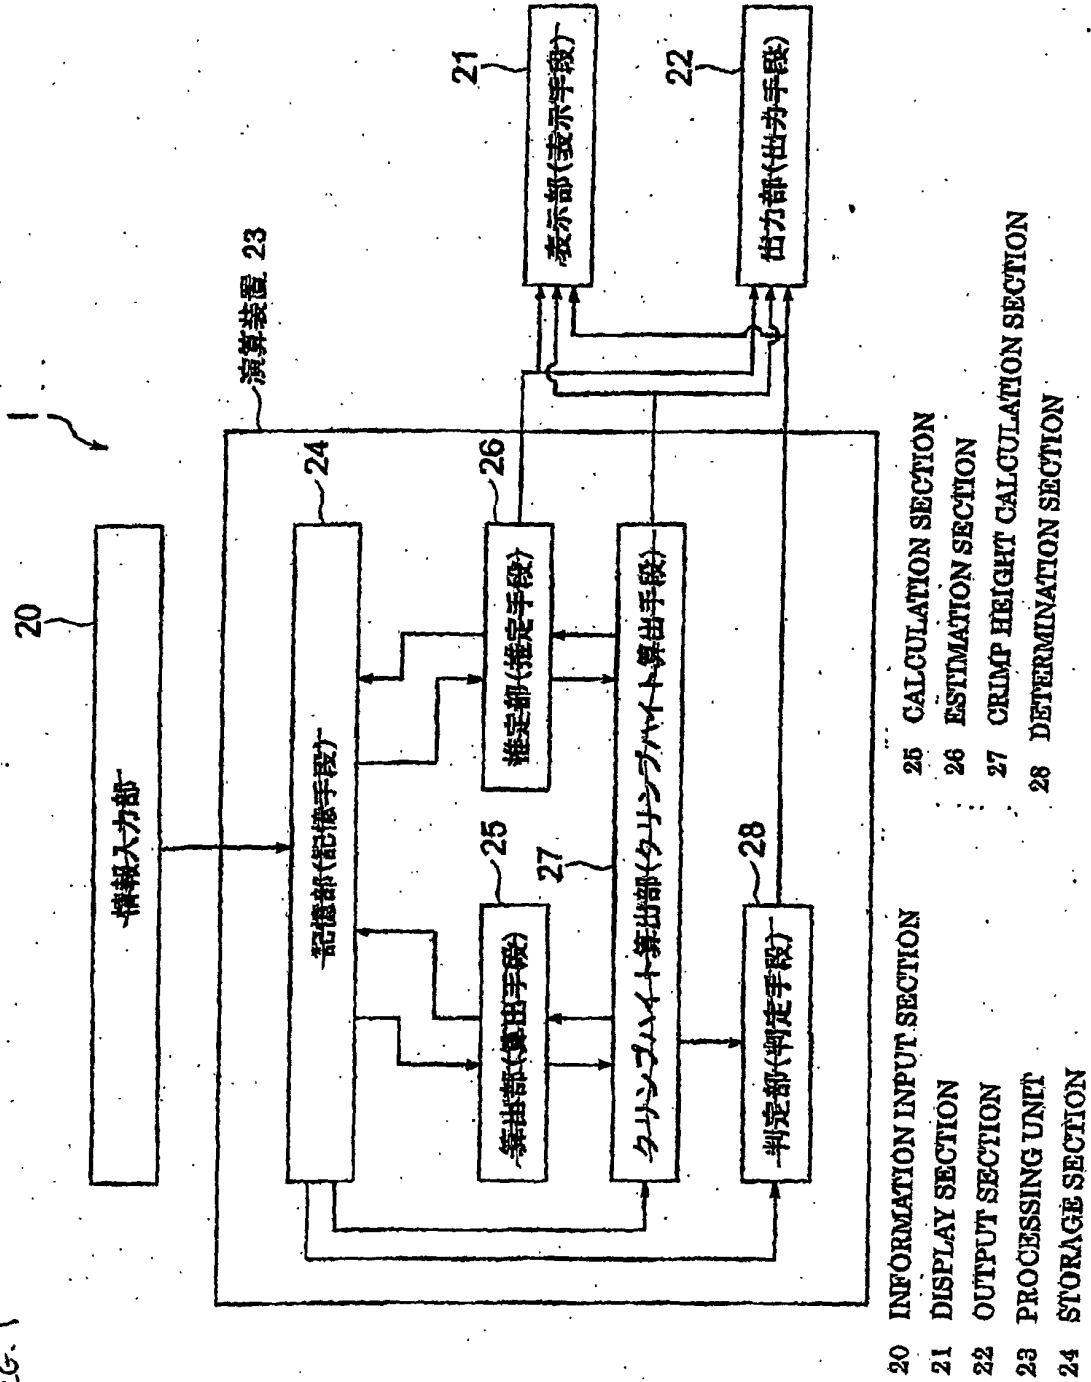 FIG. 1
1
20
情報入力部
演算装置 23
24
記憶部(記憶手段)
25
算出部(算出手段)
26
推定部(推定手段)
27
クリンプハイト算出部(クリンプハイト算出手段)
28
判定部(判定手段)
21
表示部(表示手段)
22
出力部(出力手段)
20 INFORMATION INPUT SECTION
21 DISPLAY SECTION
22 OUTPUT SECTION
23 PROCESSING UNIT
24 STORAGE SECTION
25 CALCULATION SECTION
26 ESTIMATION SECTION
27 CRIMP HEIGHT CALCULATION SECTION
28 DETERMINATION SECTION